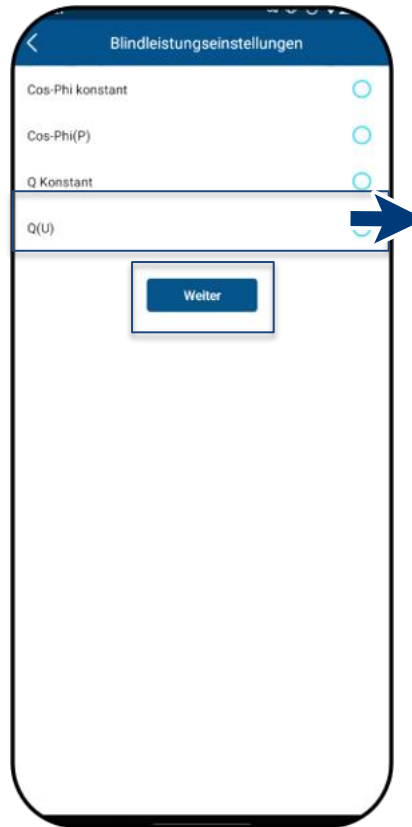 Blindleistungseinstellungen
Cos-Phi konstant
Cos-Phi(P)
Q Konstant
Q(U)
Weiter